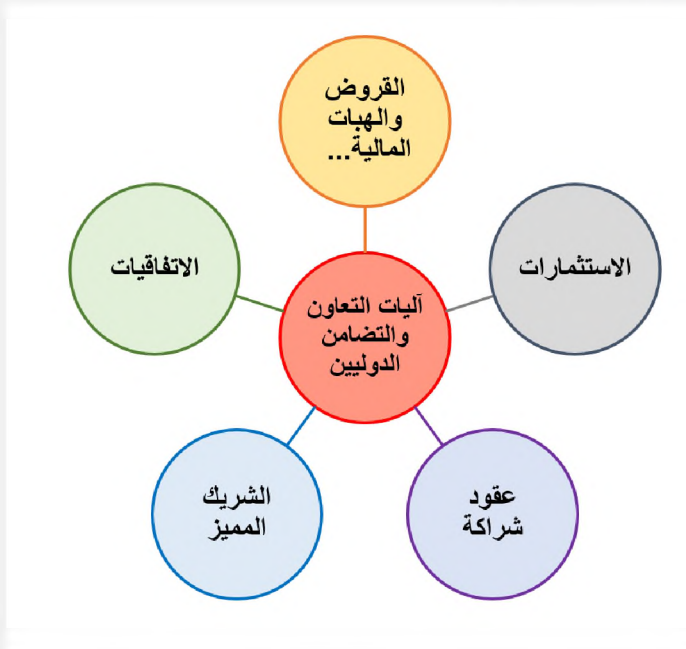 القروض
والهبات
المالية...
الاستثمارات
الاتفاقيات
آليات التعاون
والتضامن
الدوليين
عقود
شراكة
الشريك
المميز